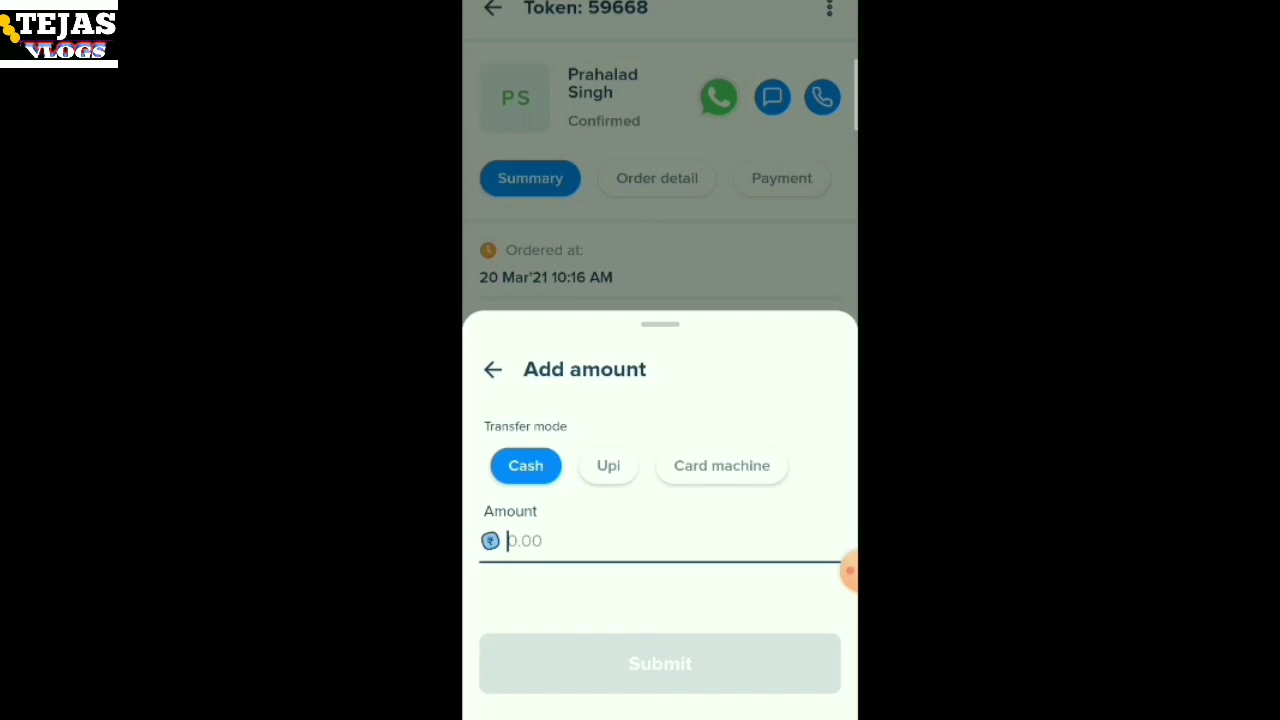 TEJAS
VLOGS
Token: 59668
PS
Prahalad
Singh
Confirmed
Summary
Order detail
Payment
Ordered at:
20 Mar'21 10:16 AM
Add amount
Transfer mode
Cash
Upi
Card machine
Amount
₹ 0.00
Submit